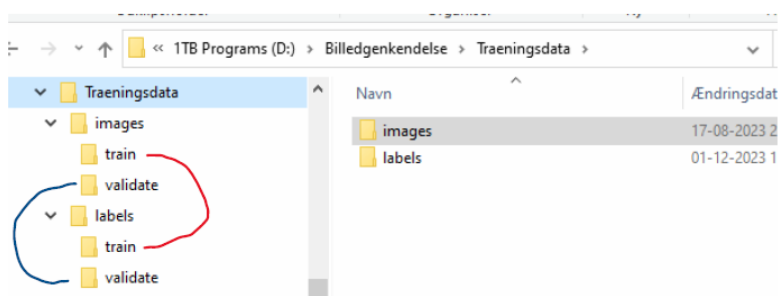 « 1TB Programs (D:) › Billedgenkendelse › Traeningsdata ›
Traeningsdata
images
train
validate
labels
train
validate
Navn
Ændringsdat
images
17-08-2023 2
labels
01-12-2023 1